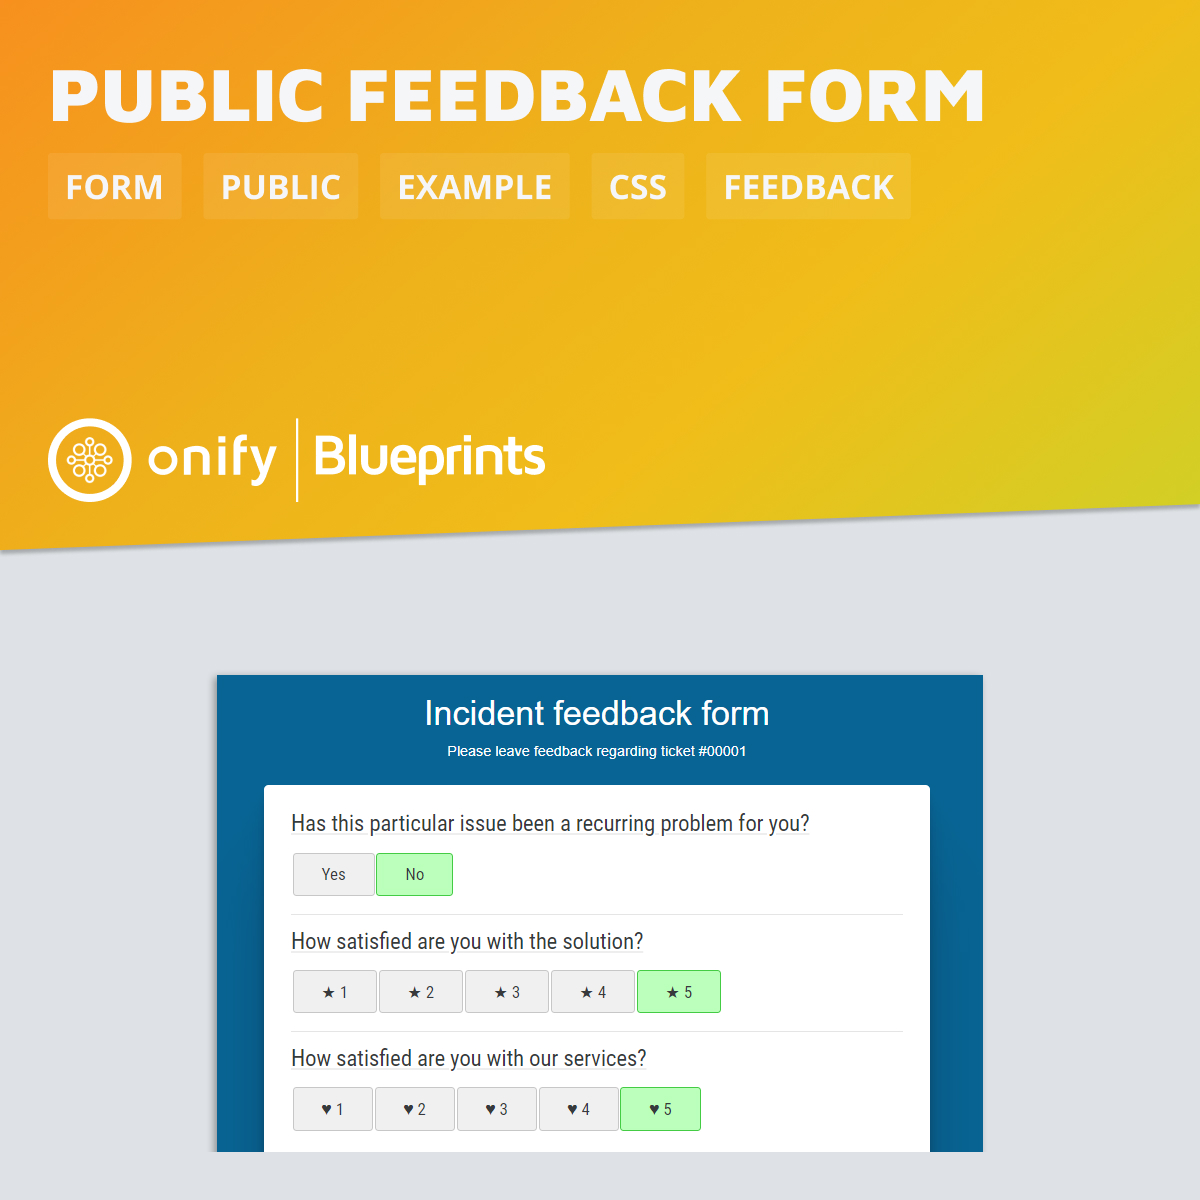 PUBLIC FEEDBACK FORM
FORM PUBLIC EXAMPLE CSS FEEDBACK
onify Blueprints
Incident feedback form
Please leave feedback regarding ticket #00001
Has this particular issue been a recurring problem for you?
Yes No
How satisfied are you with the solution?
★ 1 ★ 2 ★ 3 ★ 4 ★ 5
How satisfied are you with our services?
♥ 1 ♥ 2 ♥ 3 ♥ 4 ♥ 5